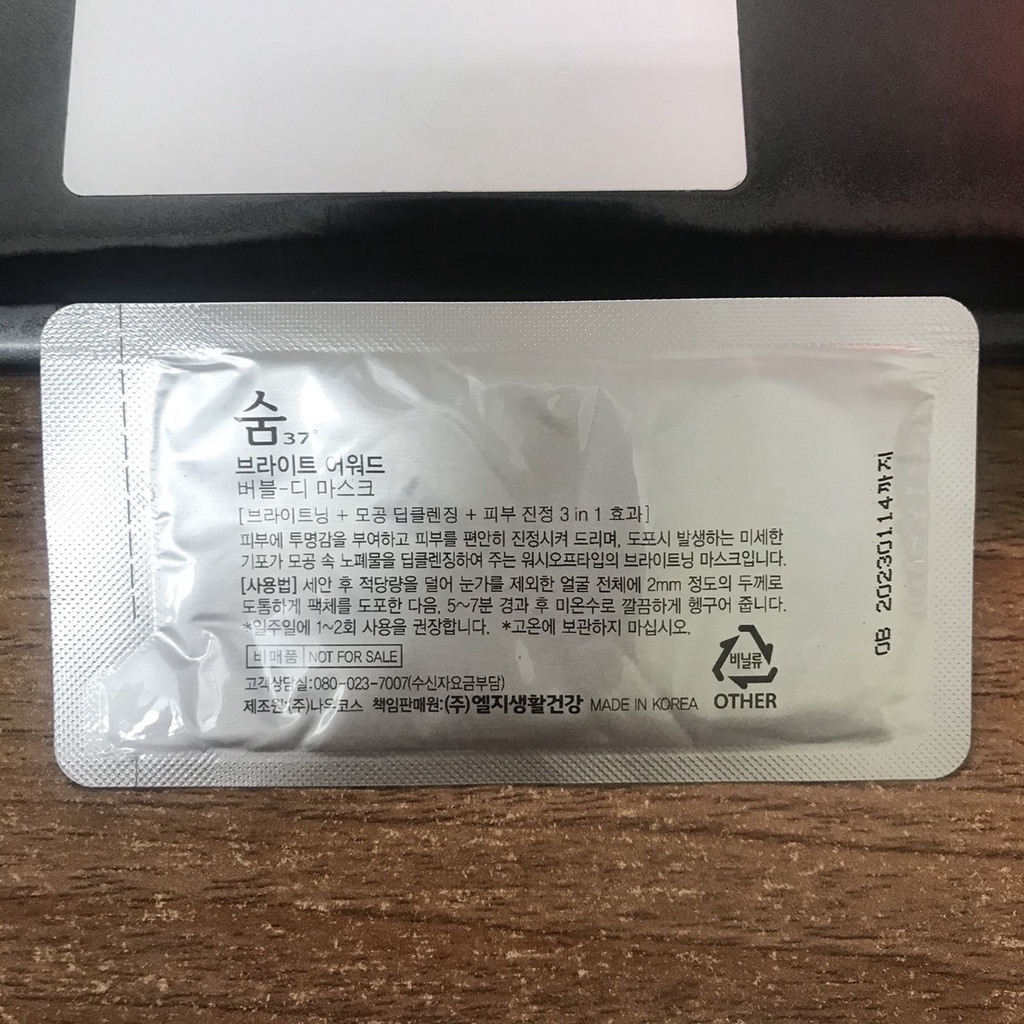 숨37°
브라이트 어워드
버블-디 마스크
[브라이트닝 + 모공 딥클렌징 + 피부 진정 3 in 1 효과]
피부에 투명감을 부여하고 피부를 편안히 진정시켜 드리며, 도포시 발생하는 미세한
기포가 모공 속 노폐물을 딥클렌징하여 주는 워시오프타입의 브라이트닝 마스크입니다.
[사용법] 세안 후 적당량을 덜어 눈가를 제외한 얼굴 전체에 2mm 정도의 두께로
도톰하게 팩체를 도포한 다음, 5~7분 경과 후 미온수로 깔끔하게 헹구어 줍니다.
*일주일에 1~2회 사용을 권장합니다. *고온에 보관하지 마십시오.
비매품 NOT FOR SALE
고객상담실:080-023-7007(수신자요금부담)
제조원:(주)나우코스 책임판매원:(주)엘지생활건강 MADE IN KOREA
비닐류
OTHER
OB 20230114까지